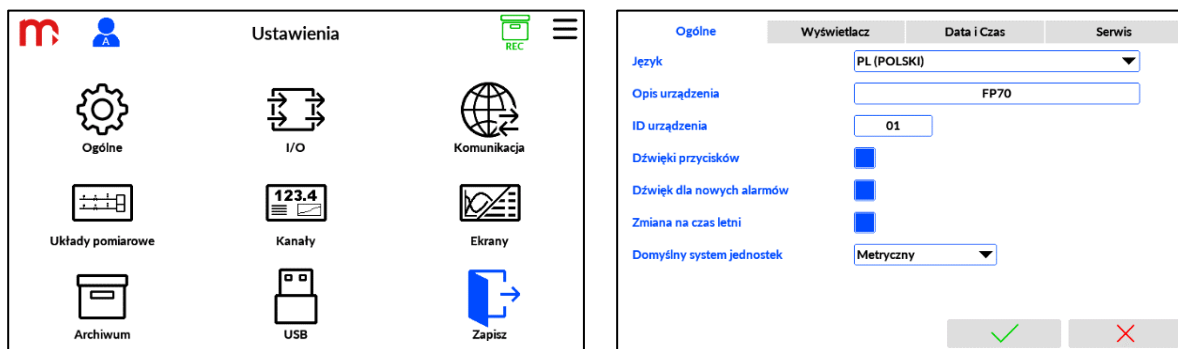 m
A
Ustawienia
REC
Ogólne
I/O
Komunikacja
Układy pomiarowe
123.4
Kanały
Ekrany
Archiwum
USB
Zapisz
Ogólne Wyświetlacz Data i Czas Serwis
Język PL (POLSKI)
Opis urządzenia FP70
ID urządzenia 01
Dźwięki przycisków
Dźwięk dla nowych alarmów
Zmiana na czas letni
Domyślny system jednostek Metryczny